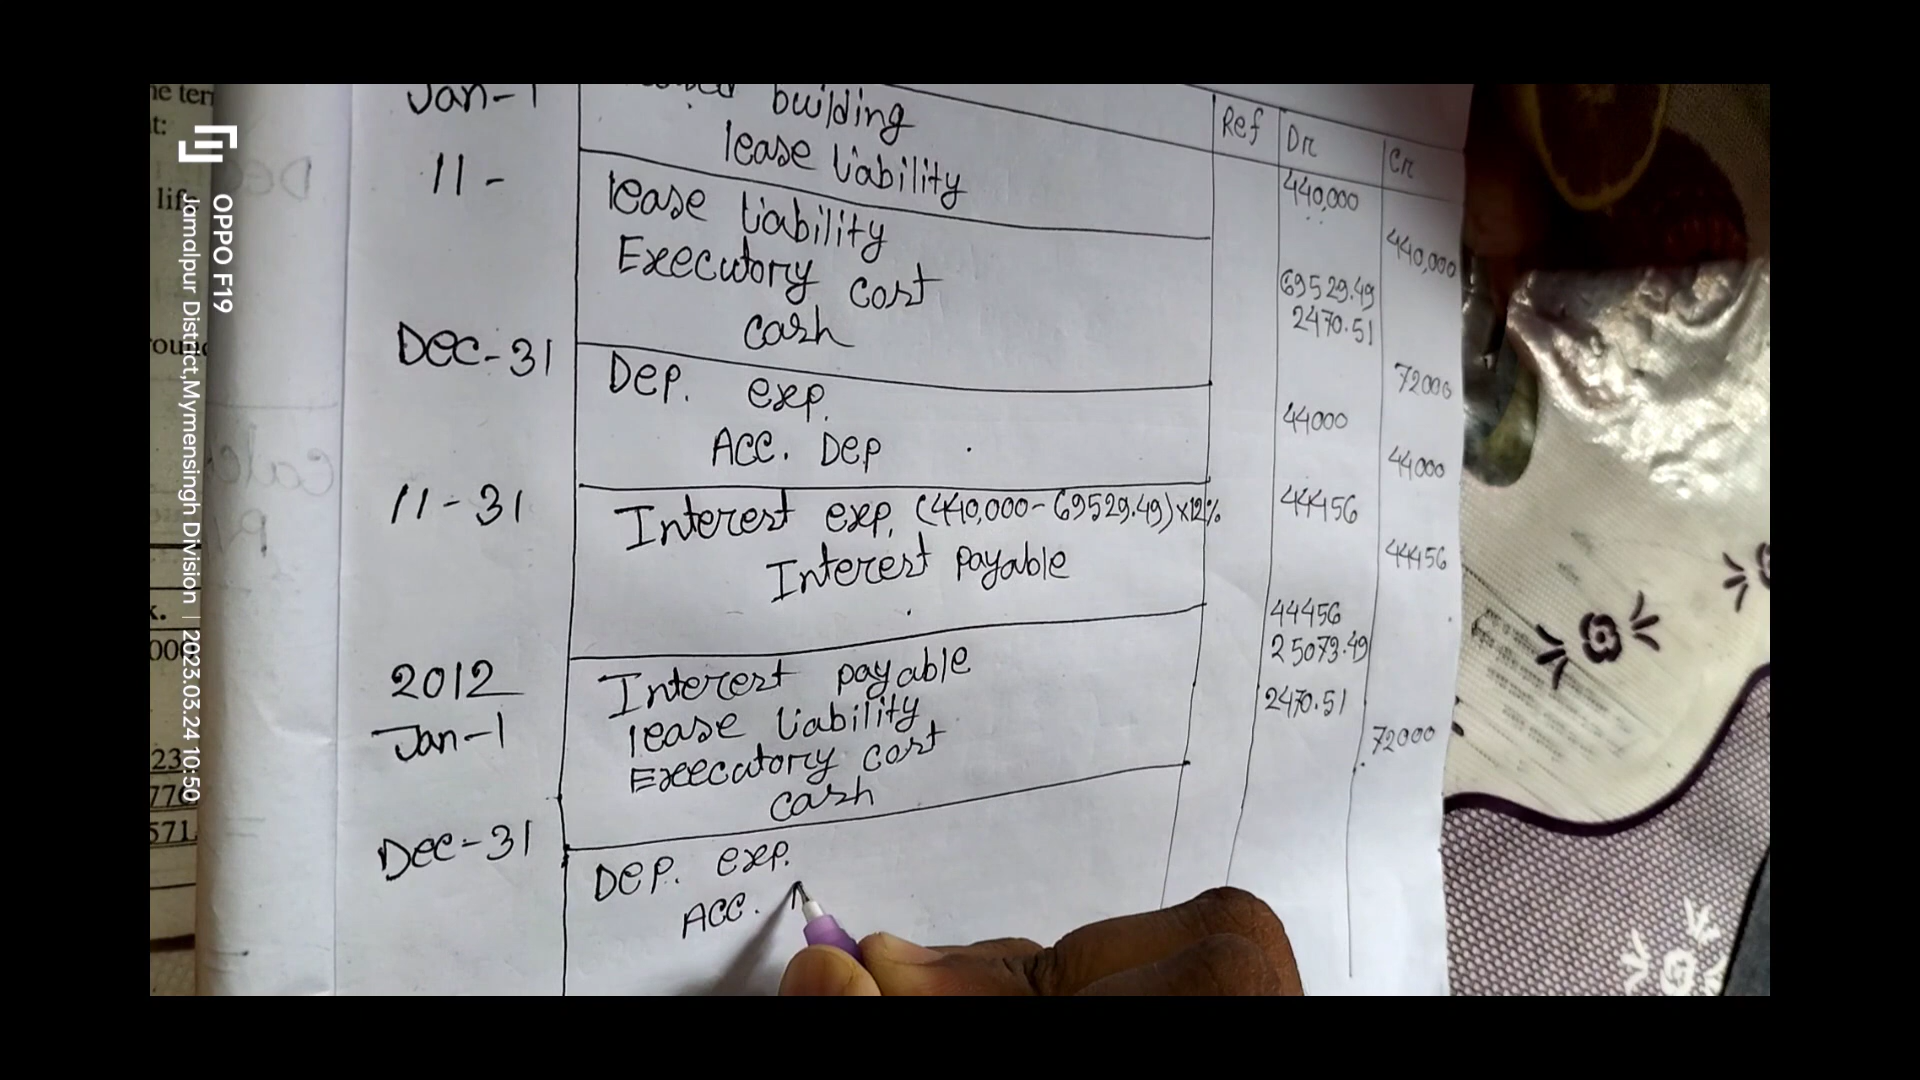 Jan-1 building Ref Dr Cr
lease liability 440,000
440,000
11- lease liability 69529.49
Executory cost 2470.51
cash 72000
Dec-31 Dep. exp. 44000
Acc. Dep 44000
11-31 Interest exp. (440,000-69529.49)x12% 44456
Interest payable 44456
2012 Interest payable 44456
Jan-1 lease liability 25073.49
Executory cost 2470.51
cash 72000
Dec-31 Dep. exp.
Acc.
OPPO F19
Jamalpur District,Mymensingh Division | 2023.03.24 10:50
t:
k.
571